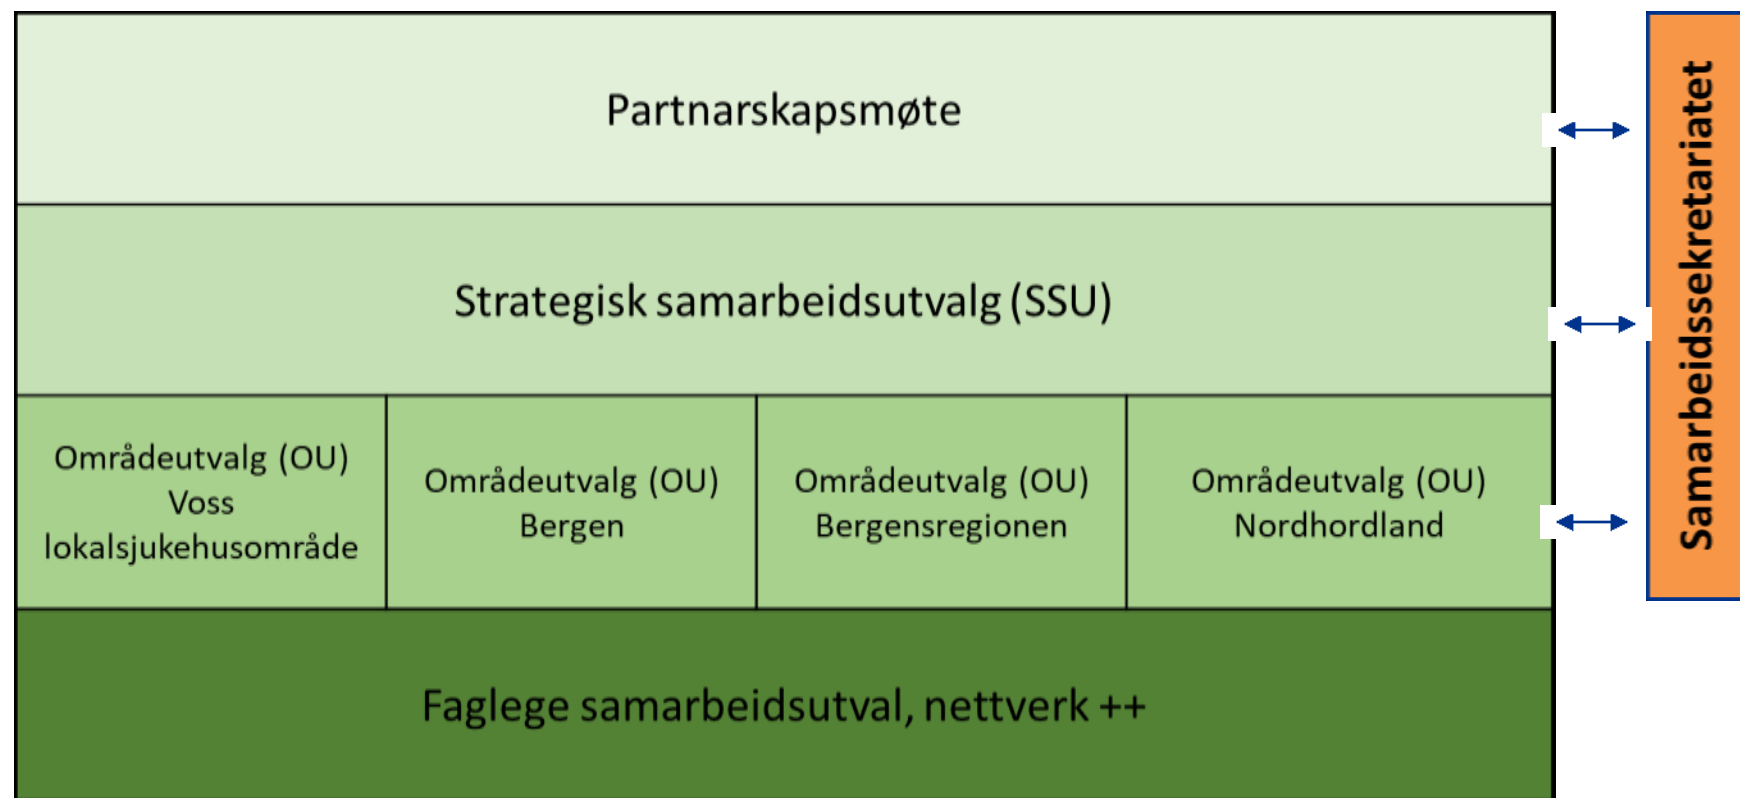 Partnarskapsmøte
Strategisk samarbeidsutvalg (SSU)
Områdeutvalg (OU)
Voss
lokalsjukehusområde
Områdeutvalg (OU)
Bergen
Områdeutvalg (OU)
Bergensregionen
Områdeutvalg (OU)
Nordhordland
Faglege samarbeidsutval, nettverk ++
Samarbeidssekretariatet